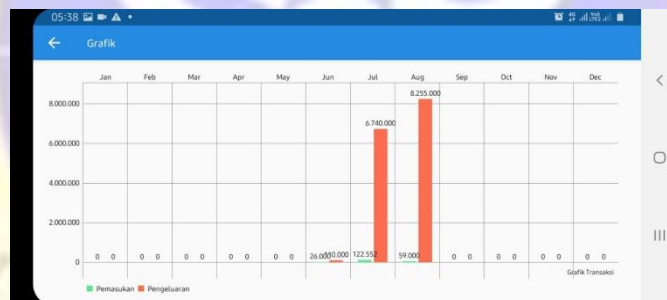 05:38
Grafik
Jan Feb Mar Apr May Jun Jul Aug Sep Oct Nov Dec
8.255.000
8.000.000
6.740.000
6.000.000
4.000.000
2.000.000
0 0 0 0 0 0 0 0 0 0 0 26.000 122.552 59.000 0 0 0 0 0 0 0 0
Grafik Transaksi
Pemasukan Pengeluaran